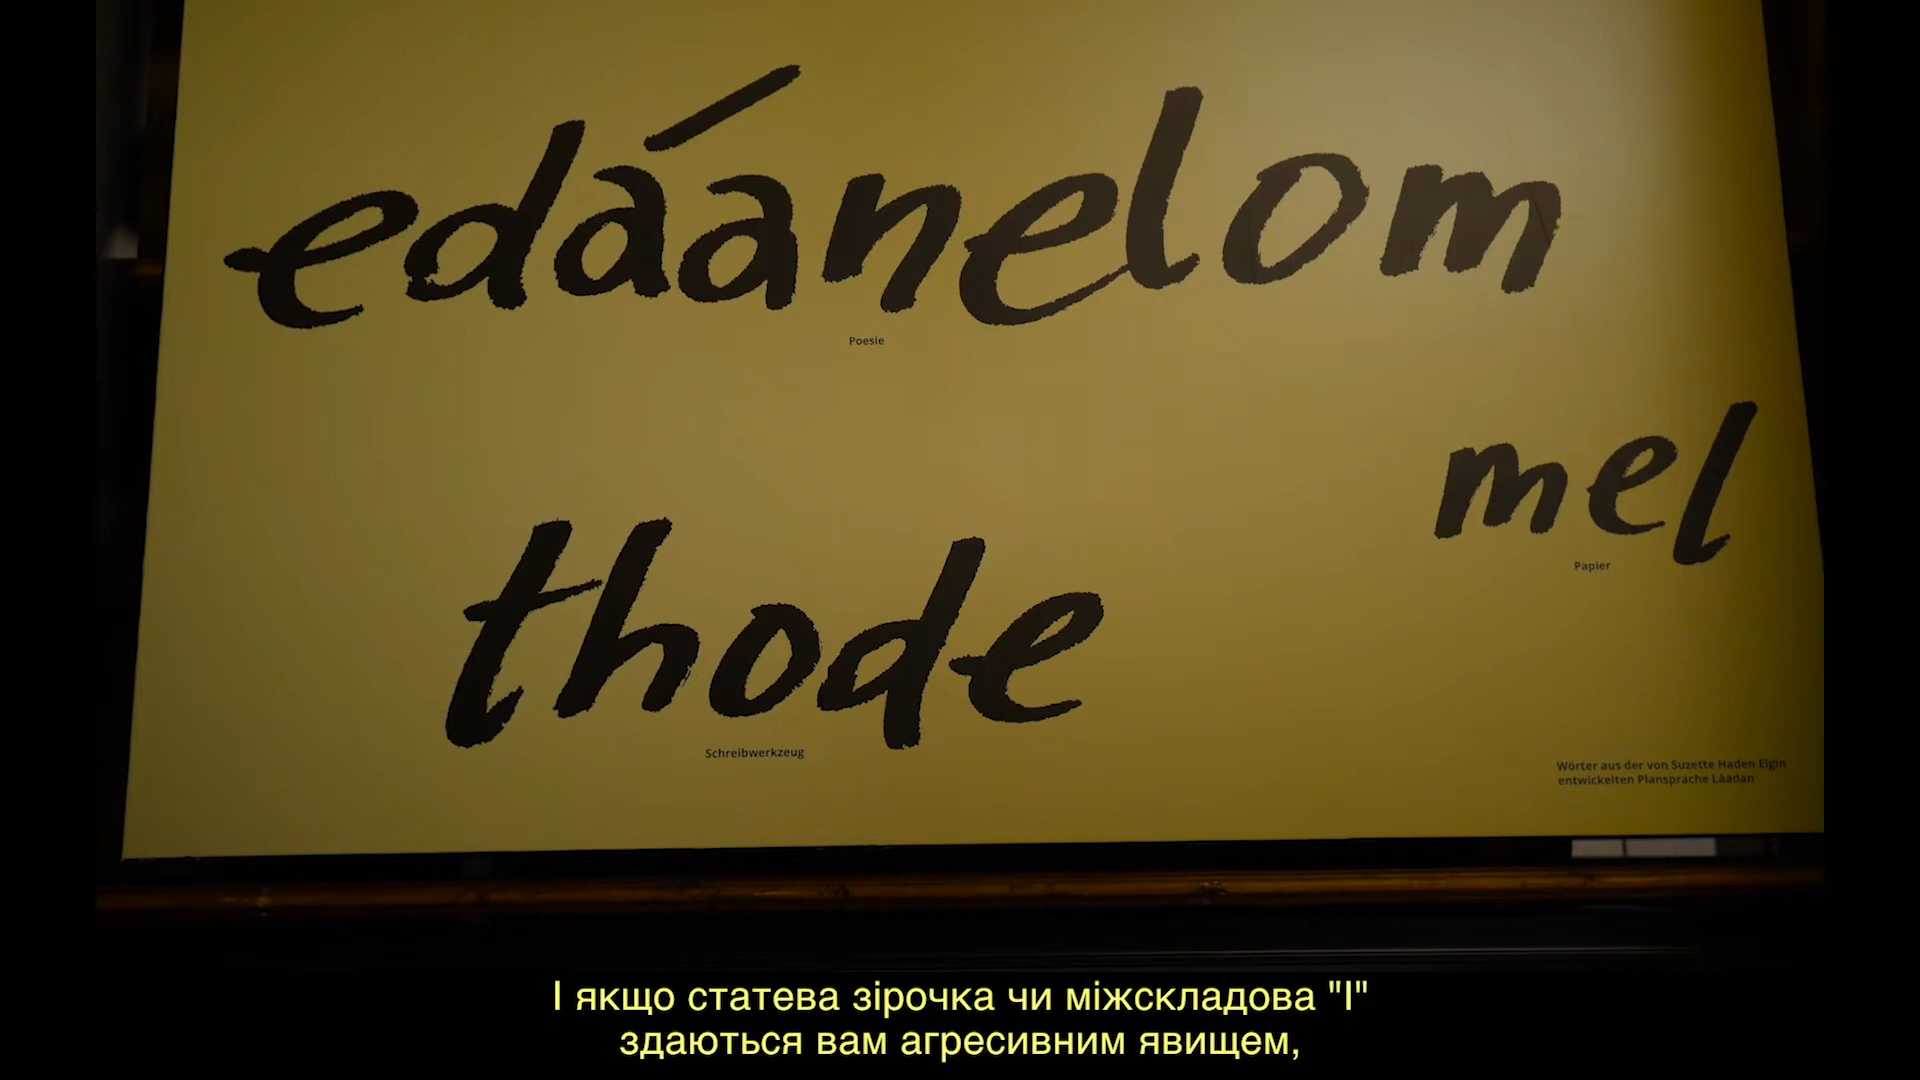 edaánelom
Poesie
mel
Papier
thode
Schreibwerkzeug
Wörter aus der von Suzette Haden Elgin
entwickelten Plansprache Láadan
І якщо статева зірочка чи міжскладова "І"
здаються вам агресивним явищем,